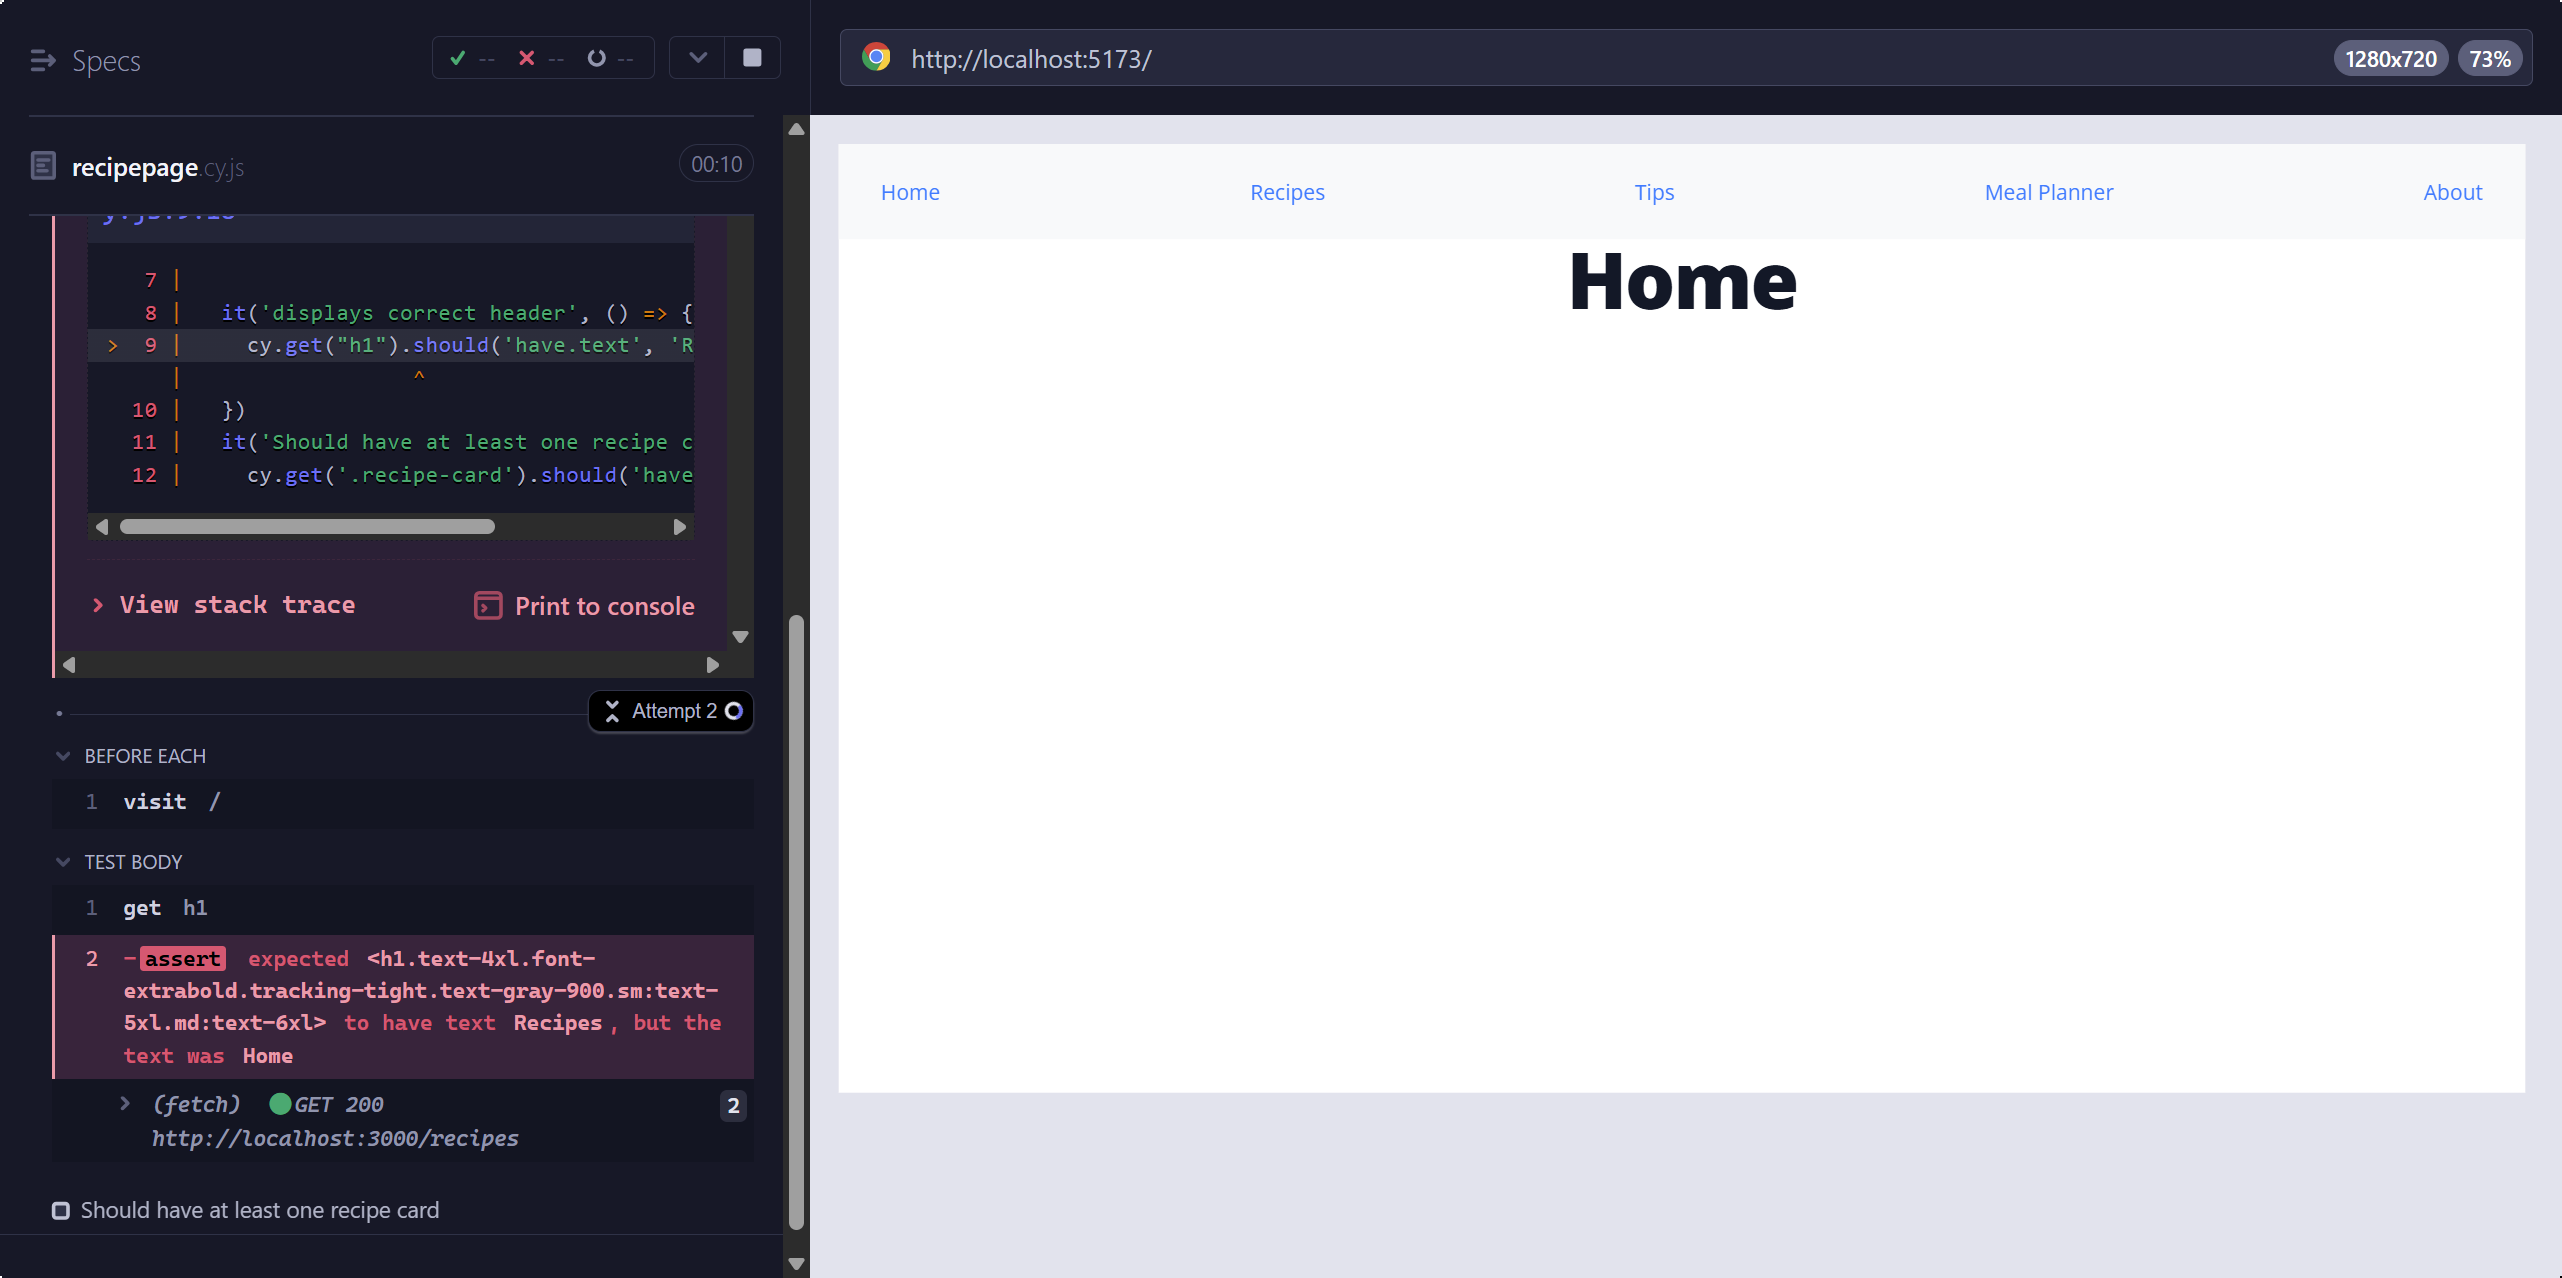 Specs
-- -- --
http://localhost:5173/
1280x720
73%
recipepage.cy.js
00:10
7 |
8 | it('displays correct header', () => {
> 9 | cy.get("h1").should('have.text', 'R
| ^
10 | })
11 | it('Should have at least one recipe c
12 | cy.get('.recipe-card').should('have
View stack trace
Print to console
Attempt 2
BEFORE EACH
1 visit /
TEST BODY
1 get h1
2 -assert expected <h1.text-4xl.font-
extrabold.tracking-tight.text-gray-900.sm:text-
5xl.md:text-6xl> to have text Recipes, but the
text was Home
(fetch) GET 200 2
http://localhost:3000/recipes
Should have at least one recipe card
Home Recipes Tips Meal Planner About
Home